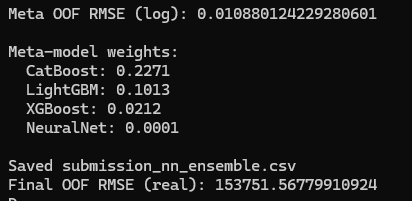 Meta OOF RMSE (log): 0.010880124229280601
Meta-model weights:
CatBoost: 0.2271
LightGBM: 0.1013
XGBoost: 0.0212
NeuralNet: 0.0001
Saved submission_nn_ensemble.csv
Final OOF RMSE (real): 153751.56779910924